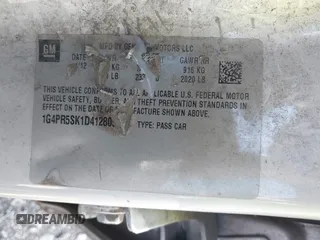 GM MFD BY GENERAL MOTORS LLC
DATE GVWR GAWR RR
12 KG 916 KG
LB 2020 LB
THIS VEHICLE CONFORMS TO ALL APPLICABLE U.S. FEDERAL MOTOR
VEHICLE SAFETY, BUMPER, AND THEFT PREVENTION STANDARDS IN
EFFECT ON THE DATE OF MANUFACTURE SHOWN ABOVE.
1G4PR5SK1D41280 TYPE: PASS CAR
DREAMBID